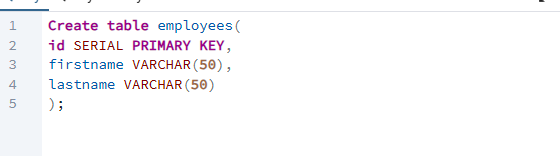 1 Create table employees(
2 id SERIAL PRIMARY KEY,
3 firstname VARCHAR(50),
4 lastname VARCHAR(50)
5 );